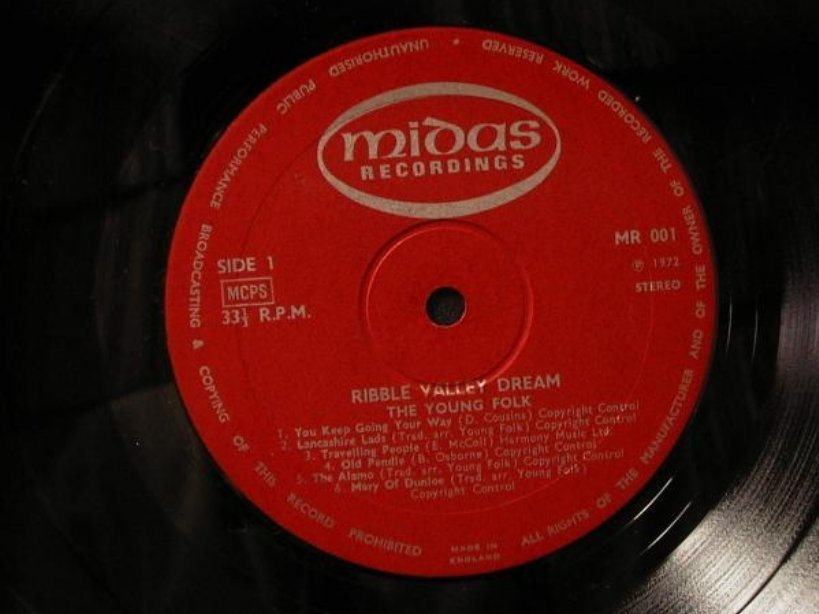 midas
RECORDINGS
SIDE 1
MCPS
33⅓ R.P.M.
MR 001
℗ 1972
STEREO
RIBBLE VALLEY DREAM
THE YOUNG FOLK
1. You Keep Going Your Way (D. Cousins) Copyright Control
2. Lancashire Lads (Trad. arr. Young Folk) Copyright Control
3. Travelling People (E. McColl) Harmony Music Ltd.
4. Old Pendle (B. Osborne) Copyright Control
5. The Alamo (Trad. arr. Young Folk) Copyright Control
6. Mary Of Dunloe (Trad. arr. Young Folk)
Copyright Control
ALL RIGHTS OF THE MANUFACTURER AND OF THE OWNER OF THE RECORDED WORK RESERVED * UNAUTHORISED PUBLIC PERFORMANCE BROADCASTING & COPYING OF THIS RECORD PROHIBITED
MADE IN
ENGLAND